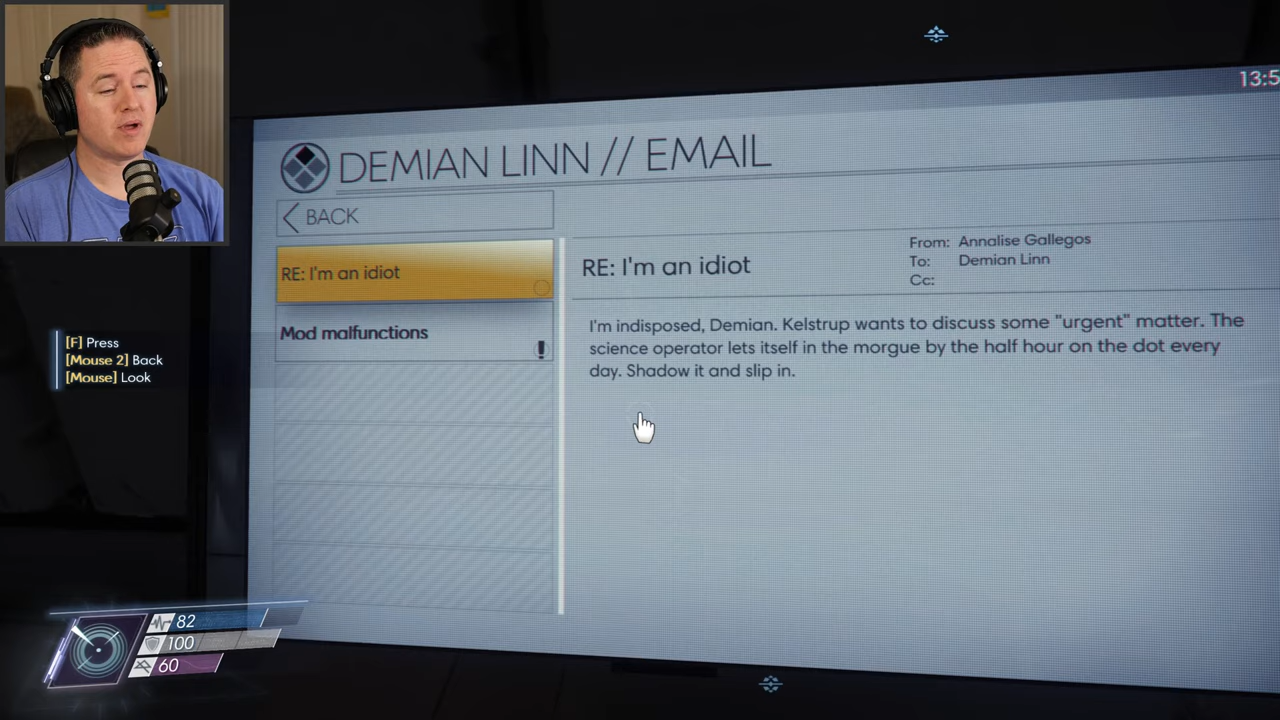 13:5
DEMIAN LINN // EMAIL
BACK
RE: I'm an idiot
Mod malfunctions
!
RE: I'm an idiot
From: Annalise Gallegos
To: Demian Linn
Cc:
I'm indisposed, Demian. Kelstrup wants to discuss some "urgent" matter. The
science operator lets itself in the morgue by the half hour on the dot every
day. Shadow it and slip in.
[F] Press
[Mouse 2] Back
[Mouse] Look
82
100
60